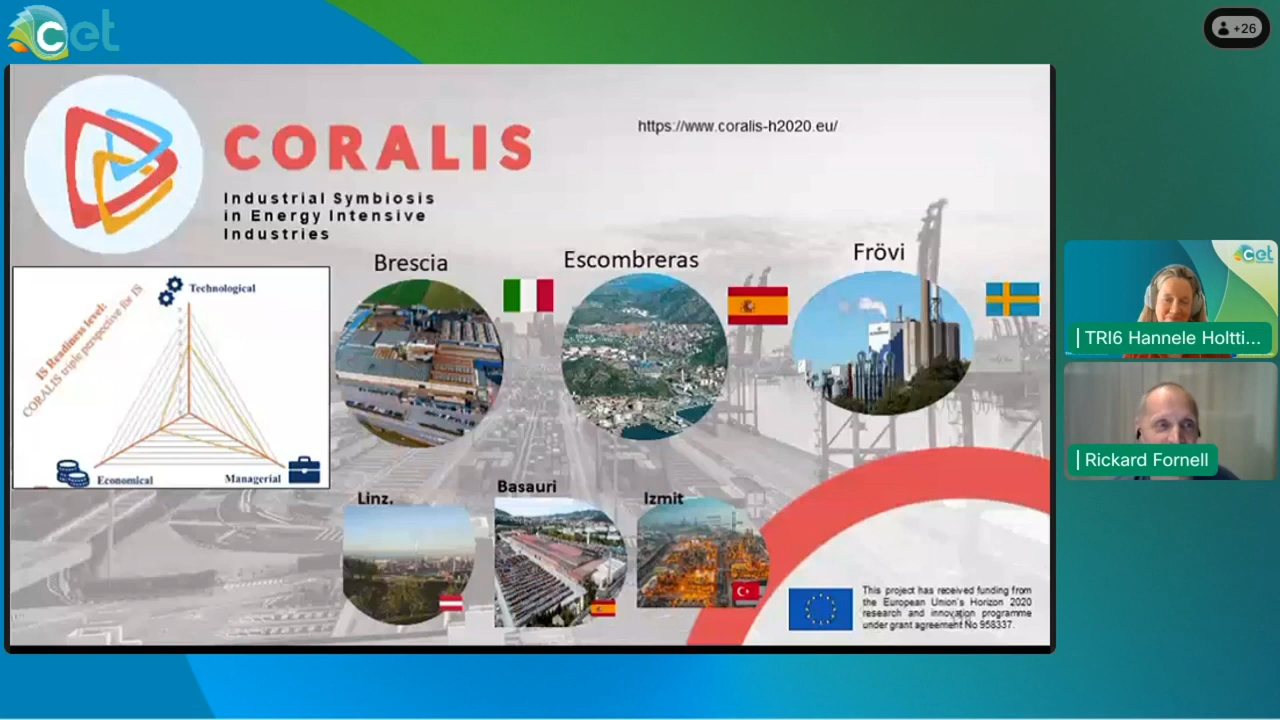 cet
+26
CORALIS
https://www.coralis-h2020.eu/
Industrial Symbiosis
in Energy Intensive
Industries
Brescia
Escombreras
Frövi
IS Readiness level:
CORALIS triple perspective for IS
Technological
Economical
Managerial
cet
TRI6 Hannele Holtti...
Rickard Fornell
Linz.
Basauri
Izmit
This project has received funding from
the European Union's Horizon 2020
research and innovation programme
under grant agreement No 958337.